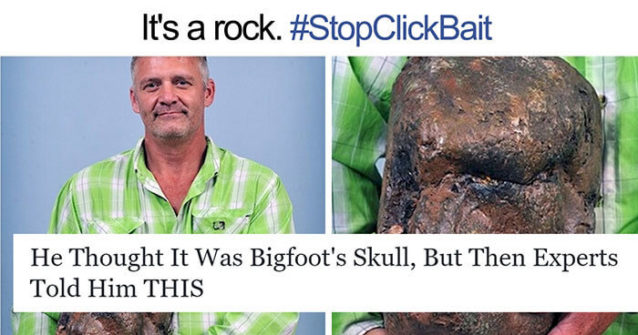 It's a rock. #StopClickBait
He Thought It Was Bigfoot's Skull, But Then Experts
Told Him THIS